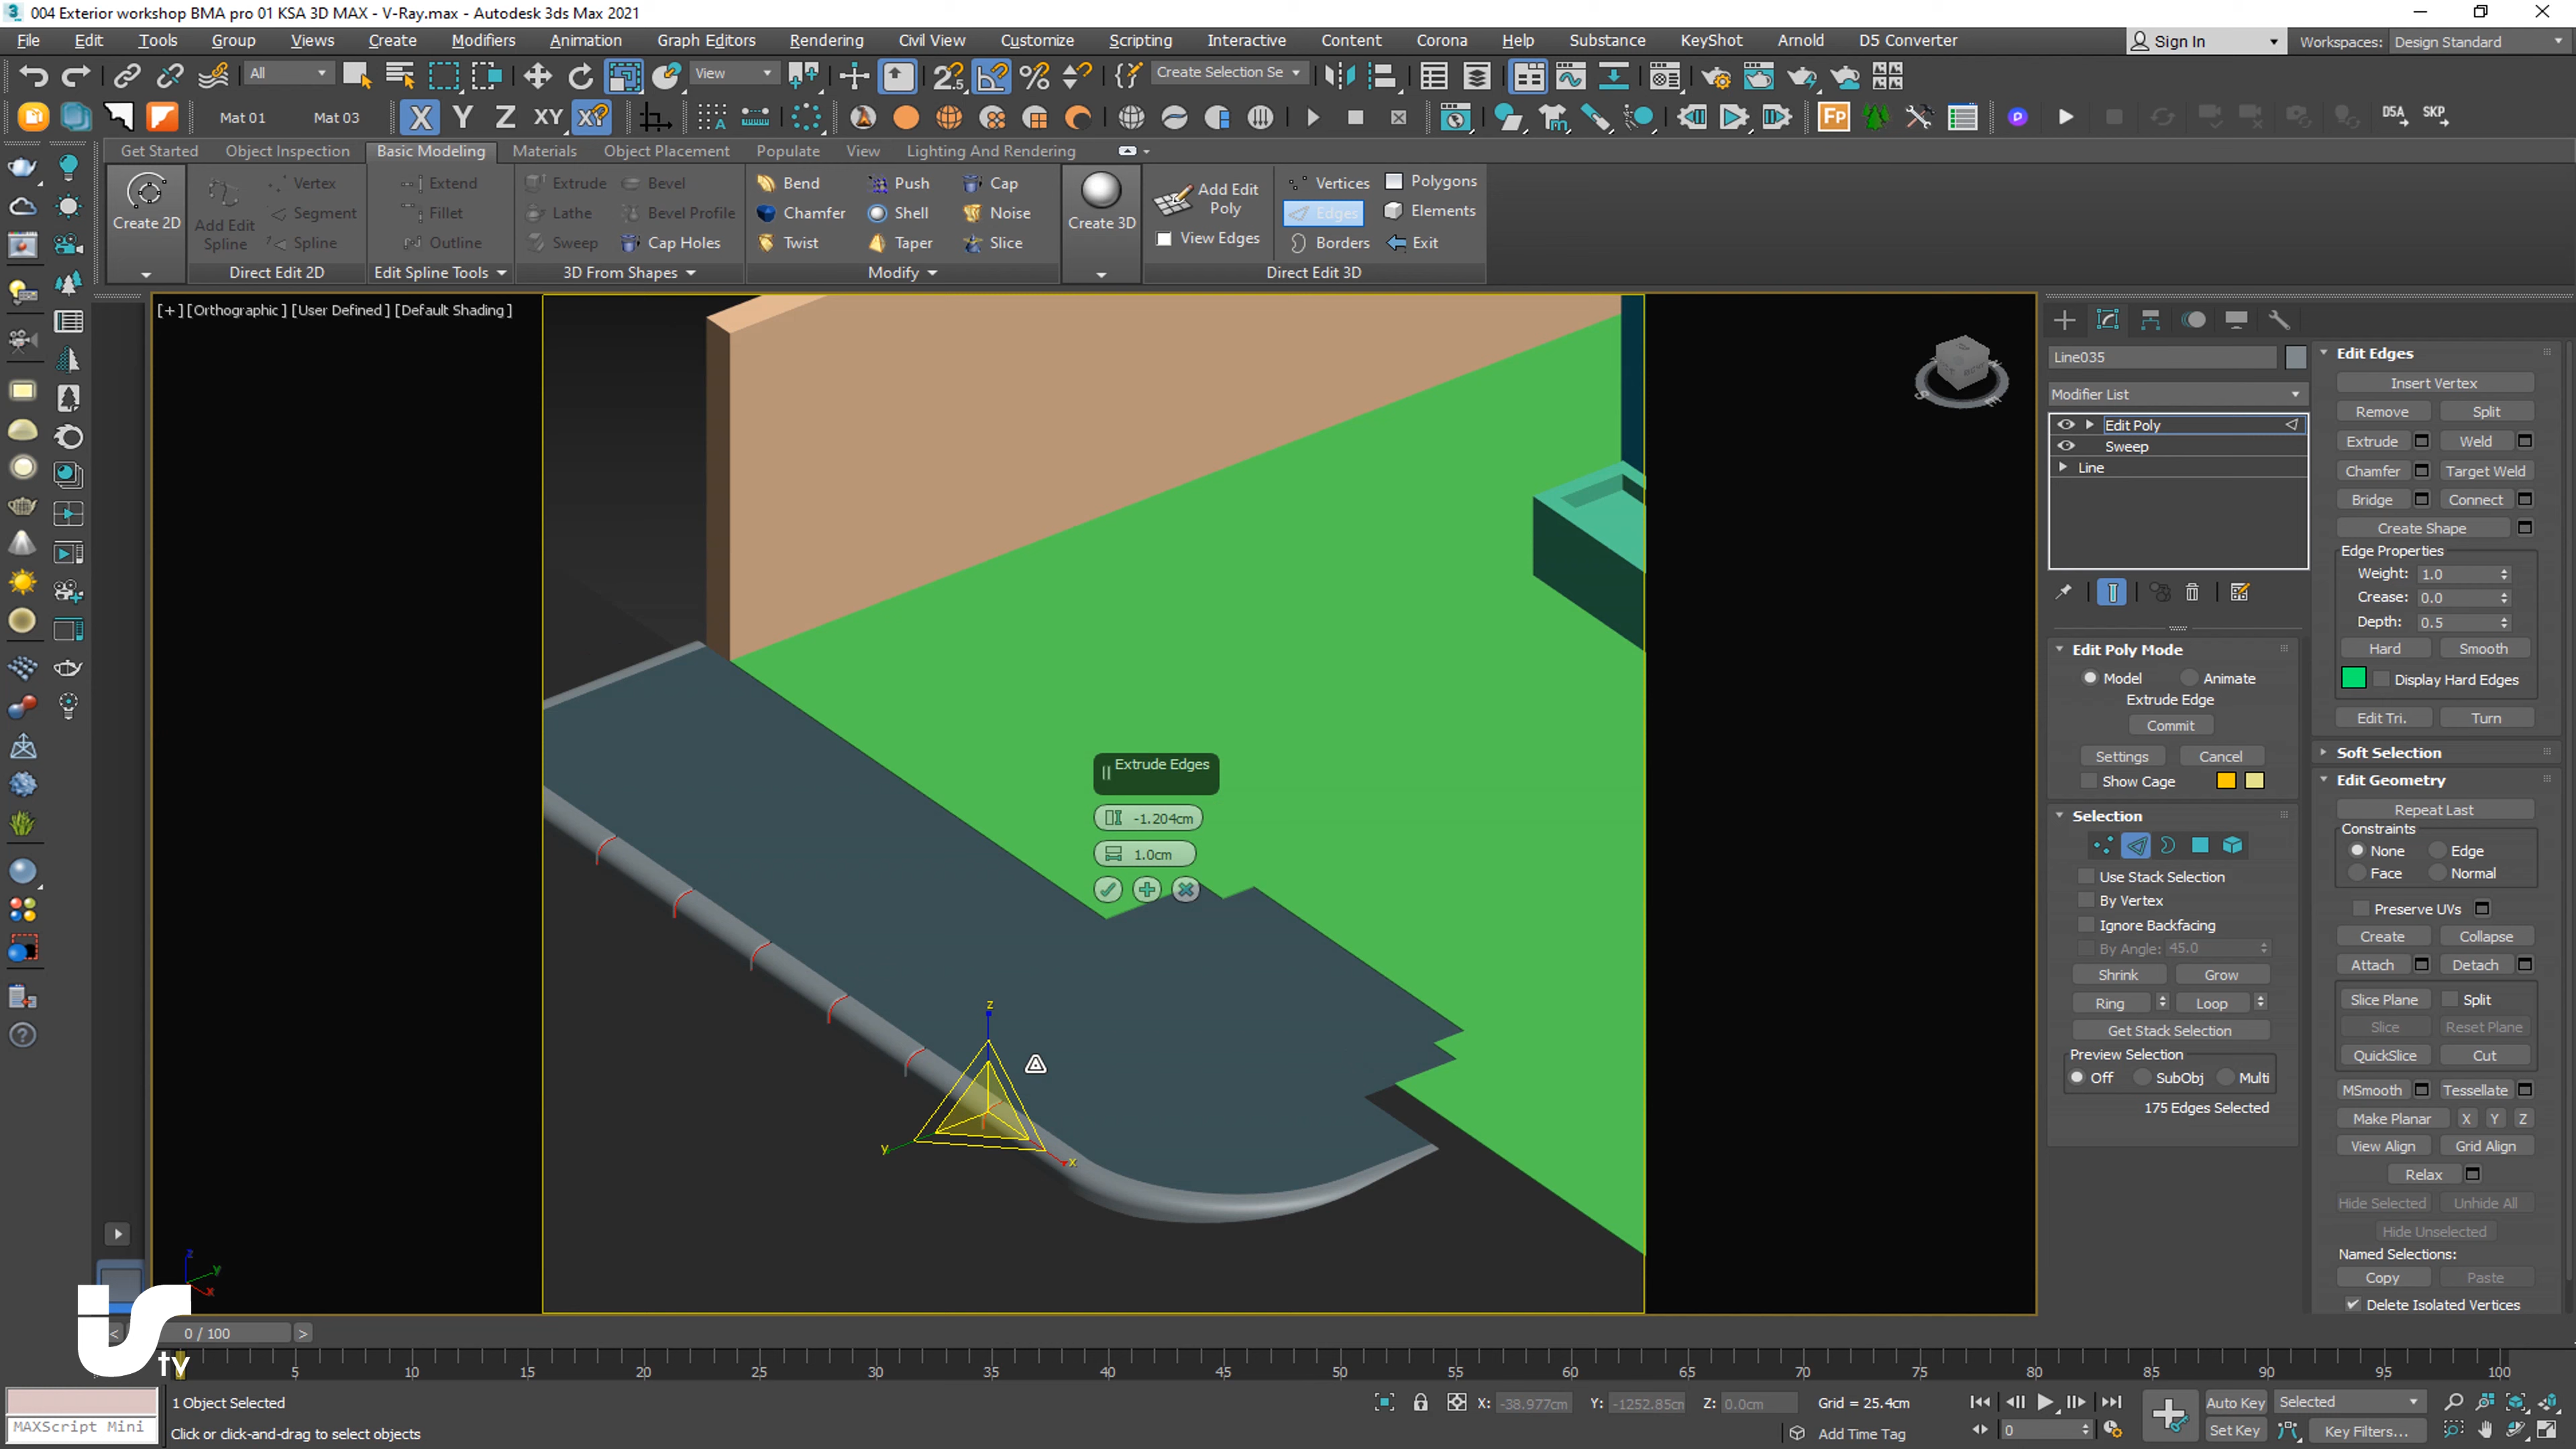 004 Exterior workshop BMA pro 01 KSA 3D MAX - V-Ray.max - Autodesk 3ds Max 2021
File Edit Tools Group Views Create Modifiers Animation Graph Editors Rendering Civil View Customize Scripting Interactive Content Corona Help Substance KeyShot Arnold D5 Converter Sign In Workspaces: Design Standard
All View 2.5 Create Selection Se
Mat 01 Mat 03 X Y Z XY X? A Fp D5A SKP
Get Started Object Inspection Basic Modeling Materials Object Placement Populate View Lighting And Rendering
Create 2D
Add Edit Spline
Vertex
Segment
Spline
Direct Edit 2D
Extend
Fillet
Outline
Edit Spline Tools
Extrude Bevel
Lathe Bevel Profile
Sweep Cap Holes
3D From Shapes
Bend Push Cap
Chamfer Shell Noise
Twist Taper Slice
Modify
Create 3D
Add Edit Poly
View Edges
Vertices Polygons
Edges Elements
Borders Exit
Direct Edit 3D
[+] [Orthographic ] [User Defined ] [Default Shading ]
Extrude Edges
-1.204cm
1.0cm
z
y
x
z
y
x
Line035
Modifier List
Edit Poly
Sweep
Line
Edit Poly Mode
Model Animate
Extrude Edge
Commit
Settings Cancel
Show Cage
Selection
Use Stack Selection
By Vertex
Ignore Backfacing
By Angle: 45.0
Shrink Grow
Ring Loop
Get Stack Selection
Preview Selection
Off SubObj Multi
175 Edges Selected
Edit Edges
Insert Vertex
Remove Split
Extrude Weld
Chamfer Target Weld
Bridge Connect
Create Shape
Edge Properties
Weight: 1.0
Crease: 0.0
Depth: 0.5
Hard Smooth
Display Hard Edges
Edit Tri. Turn
Soft Selection
Edit Geometry
Repeat Last
Constraints
None Edge
Face Normal
Preserve UVs
Create Collapse
Attach Detach
Slice Plane Split
Slice Reset Plane
QuickSlice Cut
MSmooth Tessellate
Make Planar X Y Z
View Align Grid Align
Relax
Hide Selected Unhide All
Hide Unselected
Named Selections:
Copy Paste
Delete Isolated Vertices
tv
< 0 / 100 >
5 10 15 20 25 30 35 40 45 50 55 60 65 70 75 80 85 90 95 100
1 Object Selected X: -38.977cm Y: -1252.85cm Z: 0.0cm Grid = 25.4cm Auto Key Selected
MAXScript Mini Click or click-and-drag to select objects Add Time Tag 0 Set Key Key Filters...